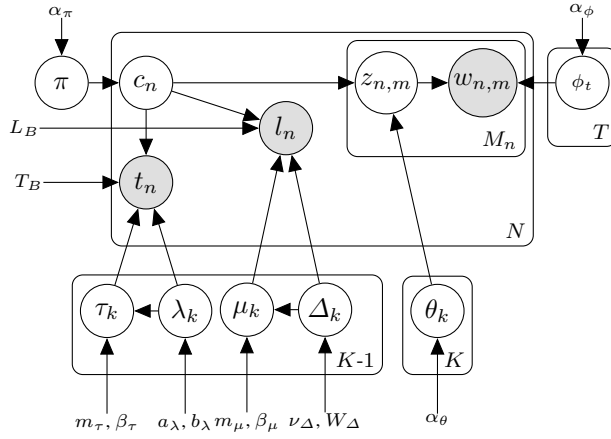 α_π
α_ϕ
π
c_n
z_{n,m}
w_{n,m}
ϕ_t
L_B
l_n
M_n
T
T_B
t_n
N
τ_k
λ_k
μ_k
Δ_k
θ_k
K-1
K
m_τ, β_τ a_λ, b_λ m_μ, β_μ ν_Δ, W_Δ α_θ